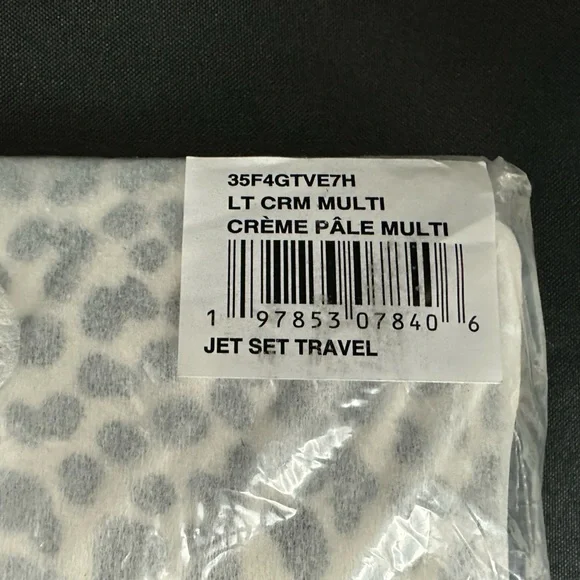 35F4GTVE7H
LT CRM MULTI
CRÈME PÂLE MULTI
1 97853 07840 6
JET SET TRAVEL